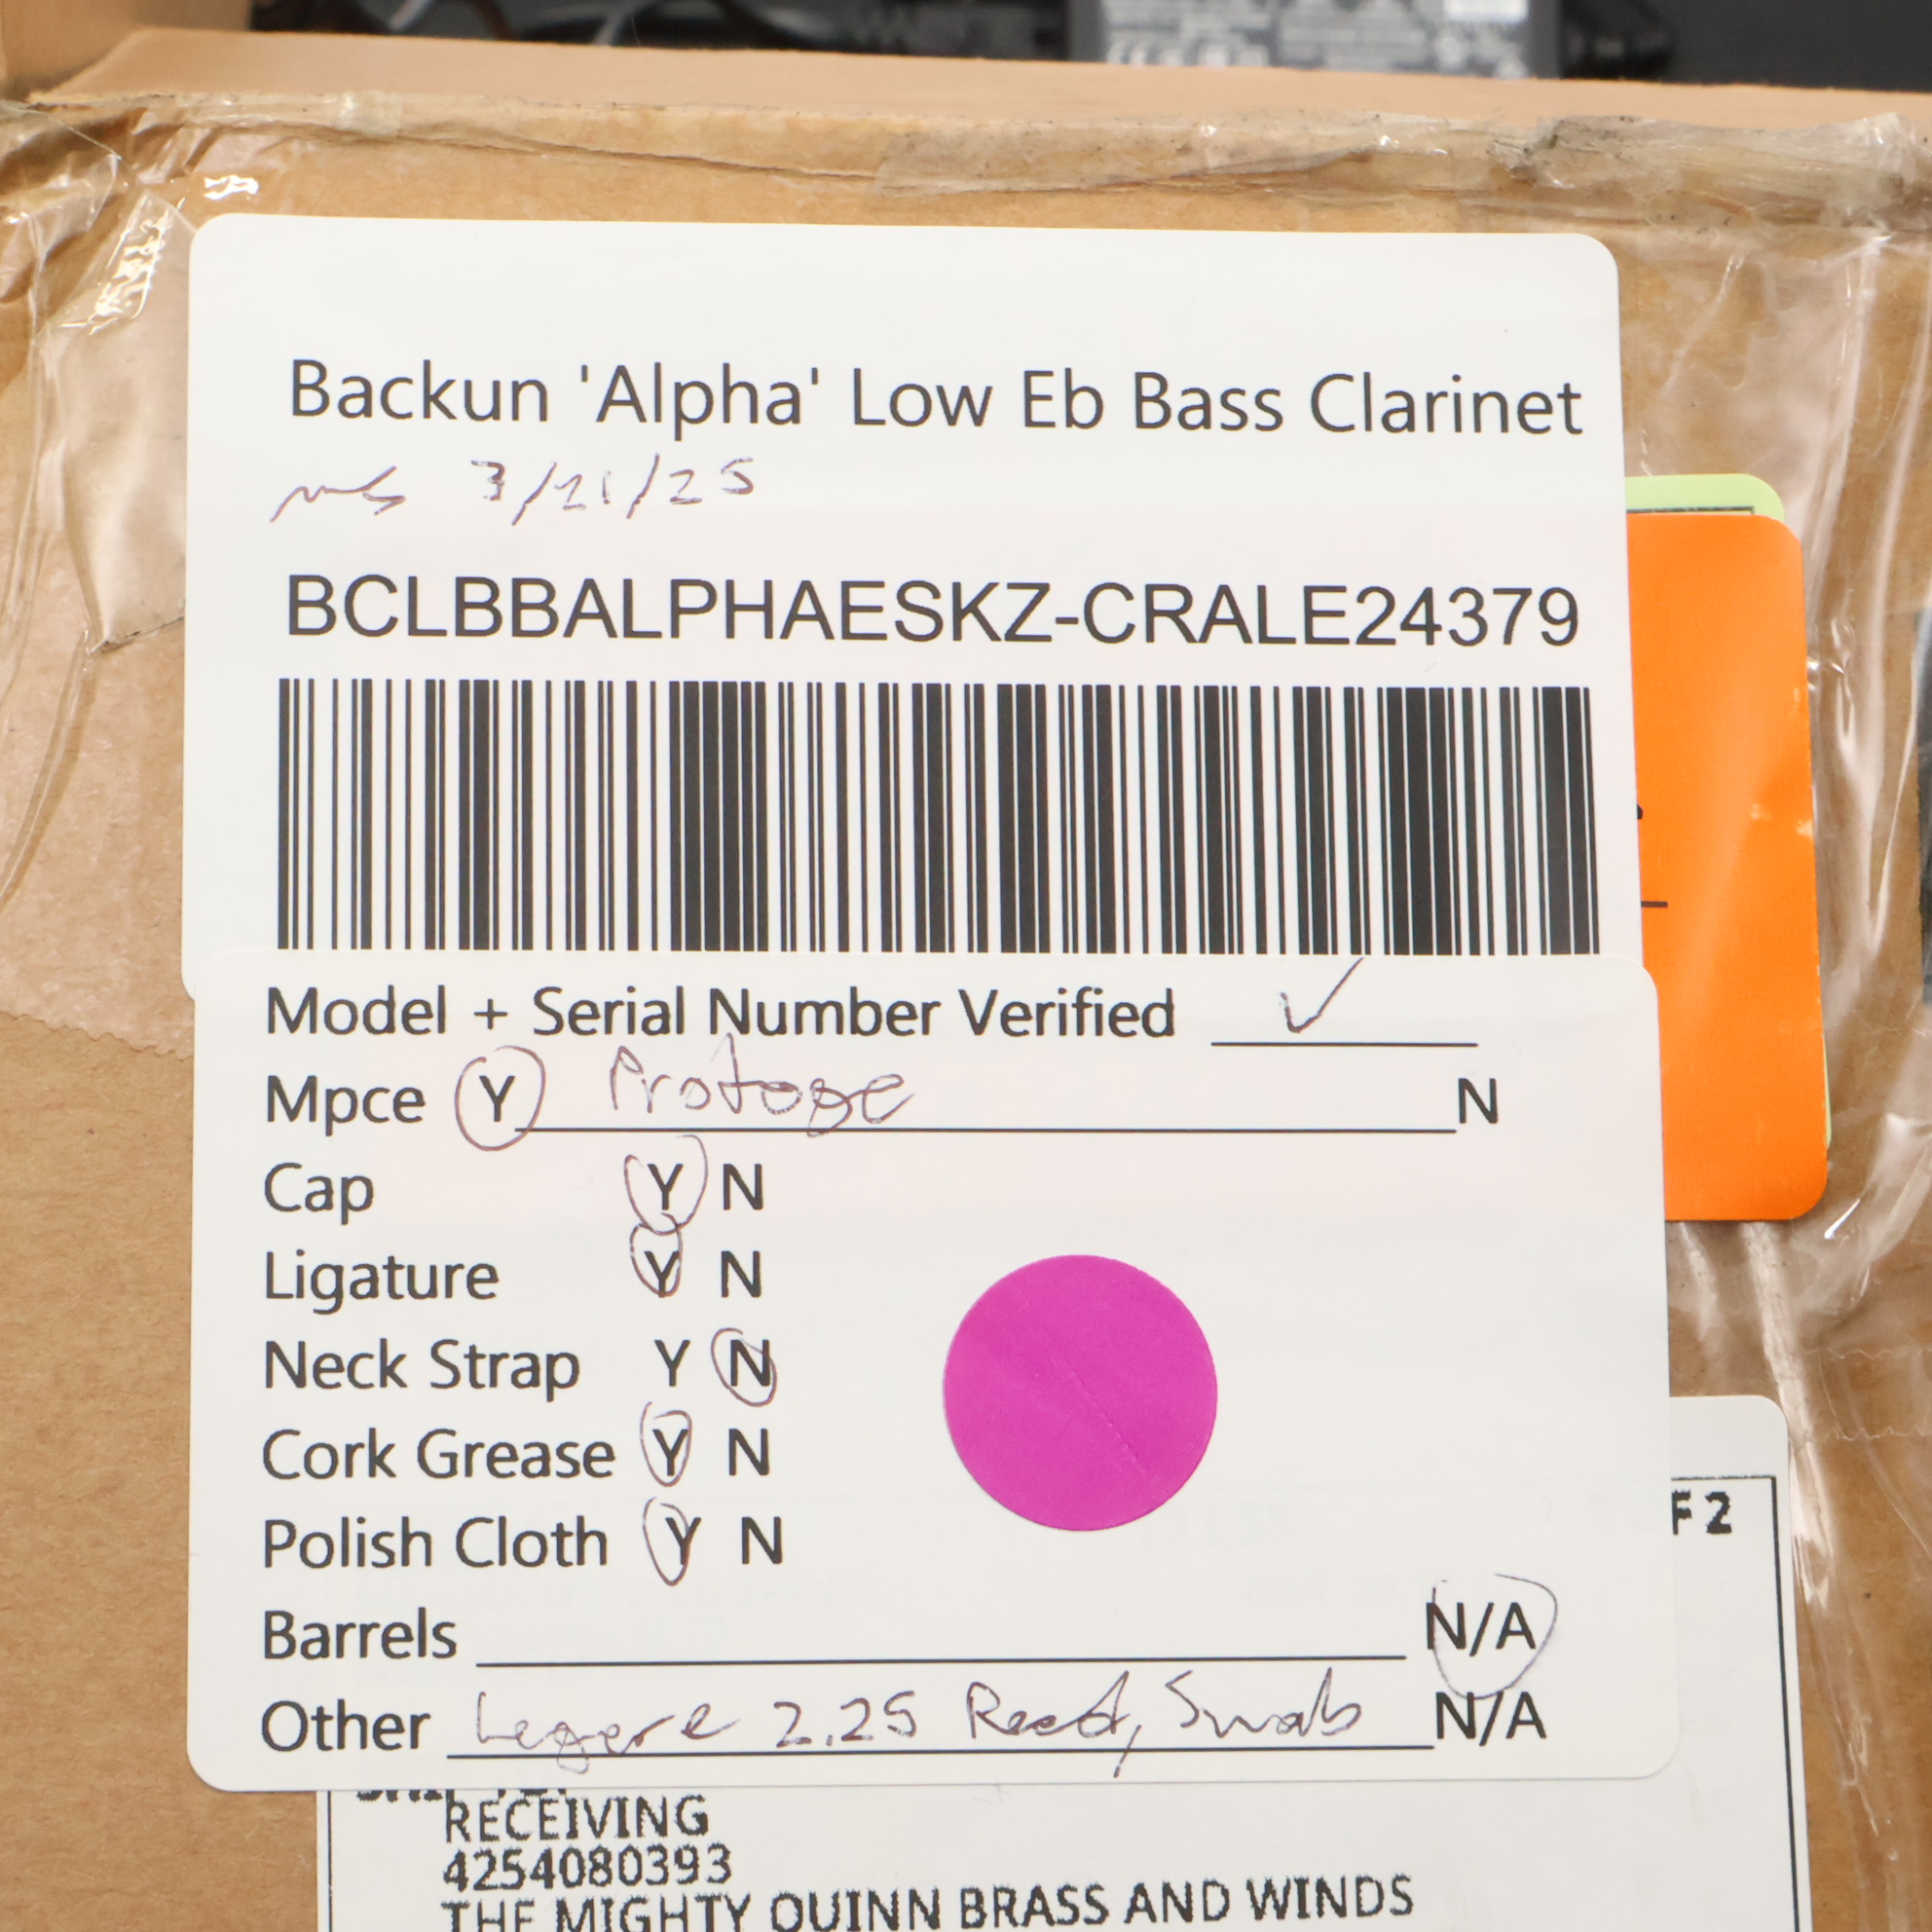 Backun 'Alpha' Low Eb Bass Clarinet
3/21/25
BCLBBALPHAESKZ-CRALE24379
Model + Serial Number Verified ✓
Mpce Y Protege N
Cap Y N
Ligature Y N
Neck Strap Y N
Cork Grease Y N
Polish Cloth Y N
F 2
Barrels N/A
Other Legere 2.25 Reed, Swab N/A
RECEIVING
4254080393
THE MIGHTY QUINN BRASS AND WINDS